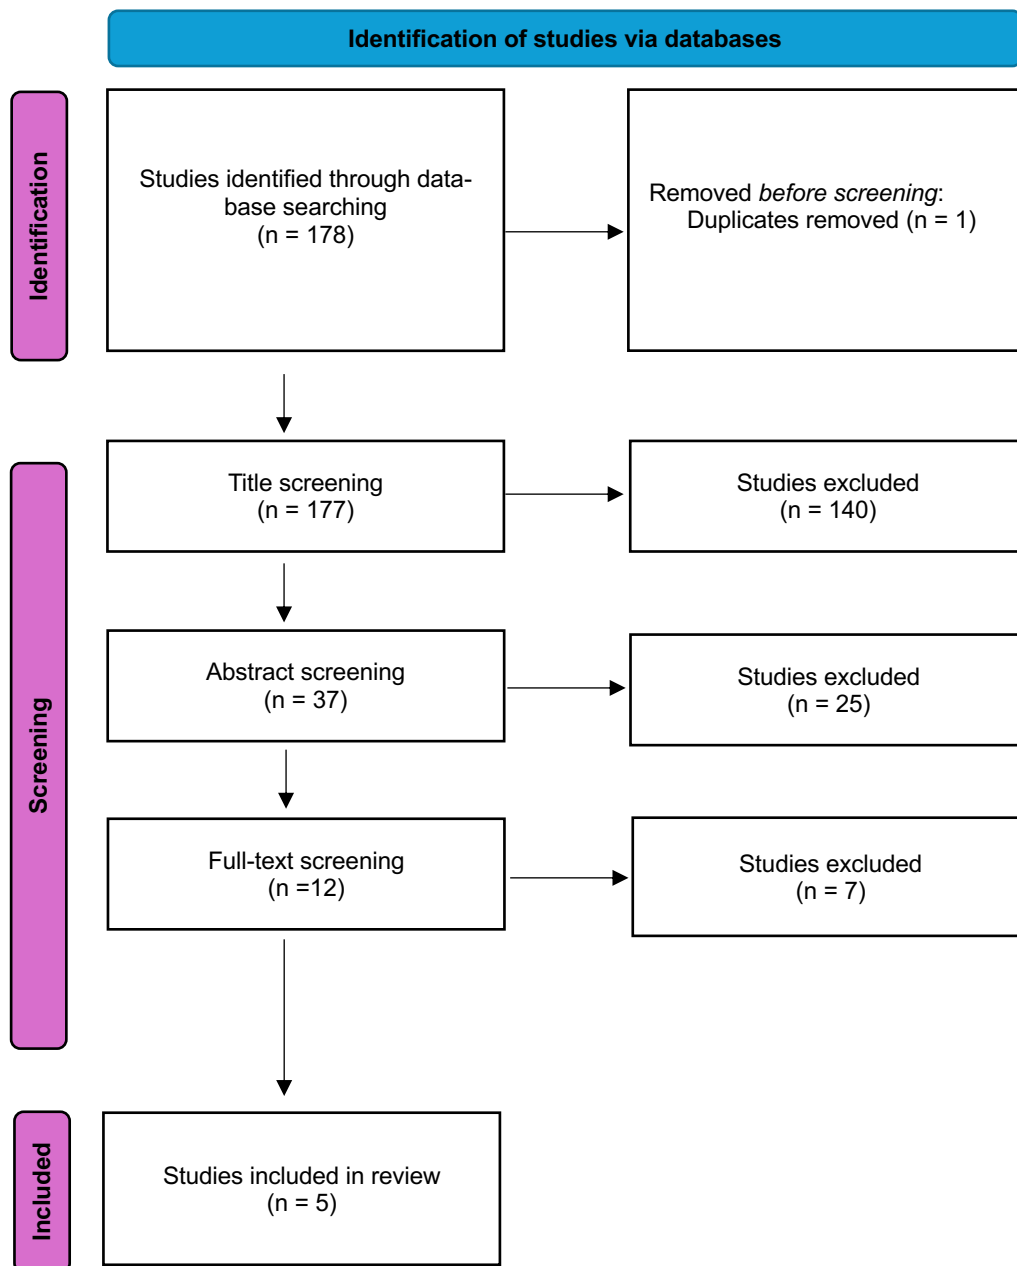 Identification of studies via databases
Identification
Studies identified through data-
base searching
(n = 178)
Removed before screening:
Duplicates removed (n = 1)
Screening
Title screening
(n = 177)
Studies excluded
(n = 140)
Abstract screening
(n = 37)
Studies excluded
(n = 25)
Full-text screening
(n =12)
Studies excluded
(n = 7)
Included
Studies included in review
(n = 5)